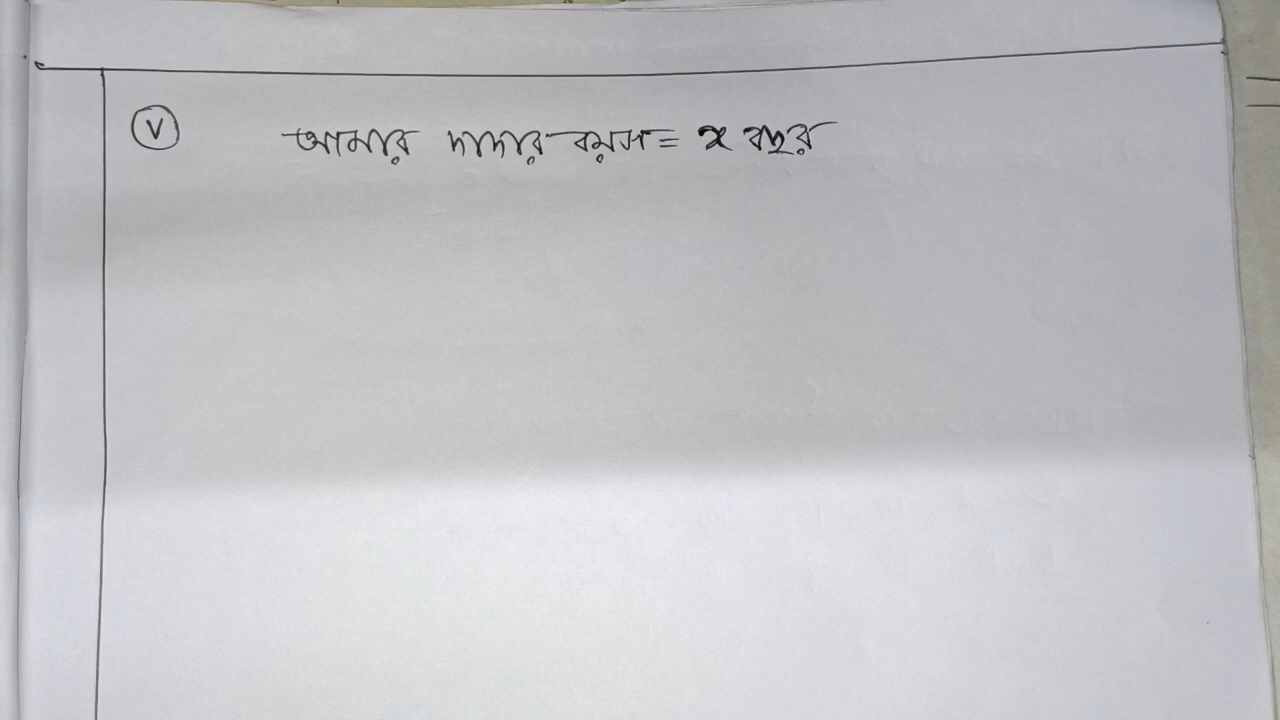 ⓥ আমার দাদার বয়স = x বছর